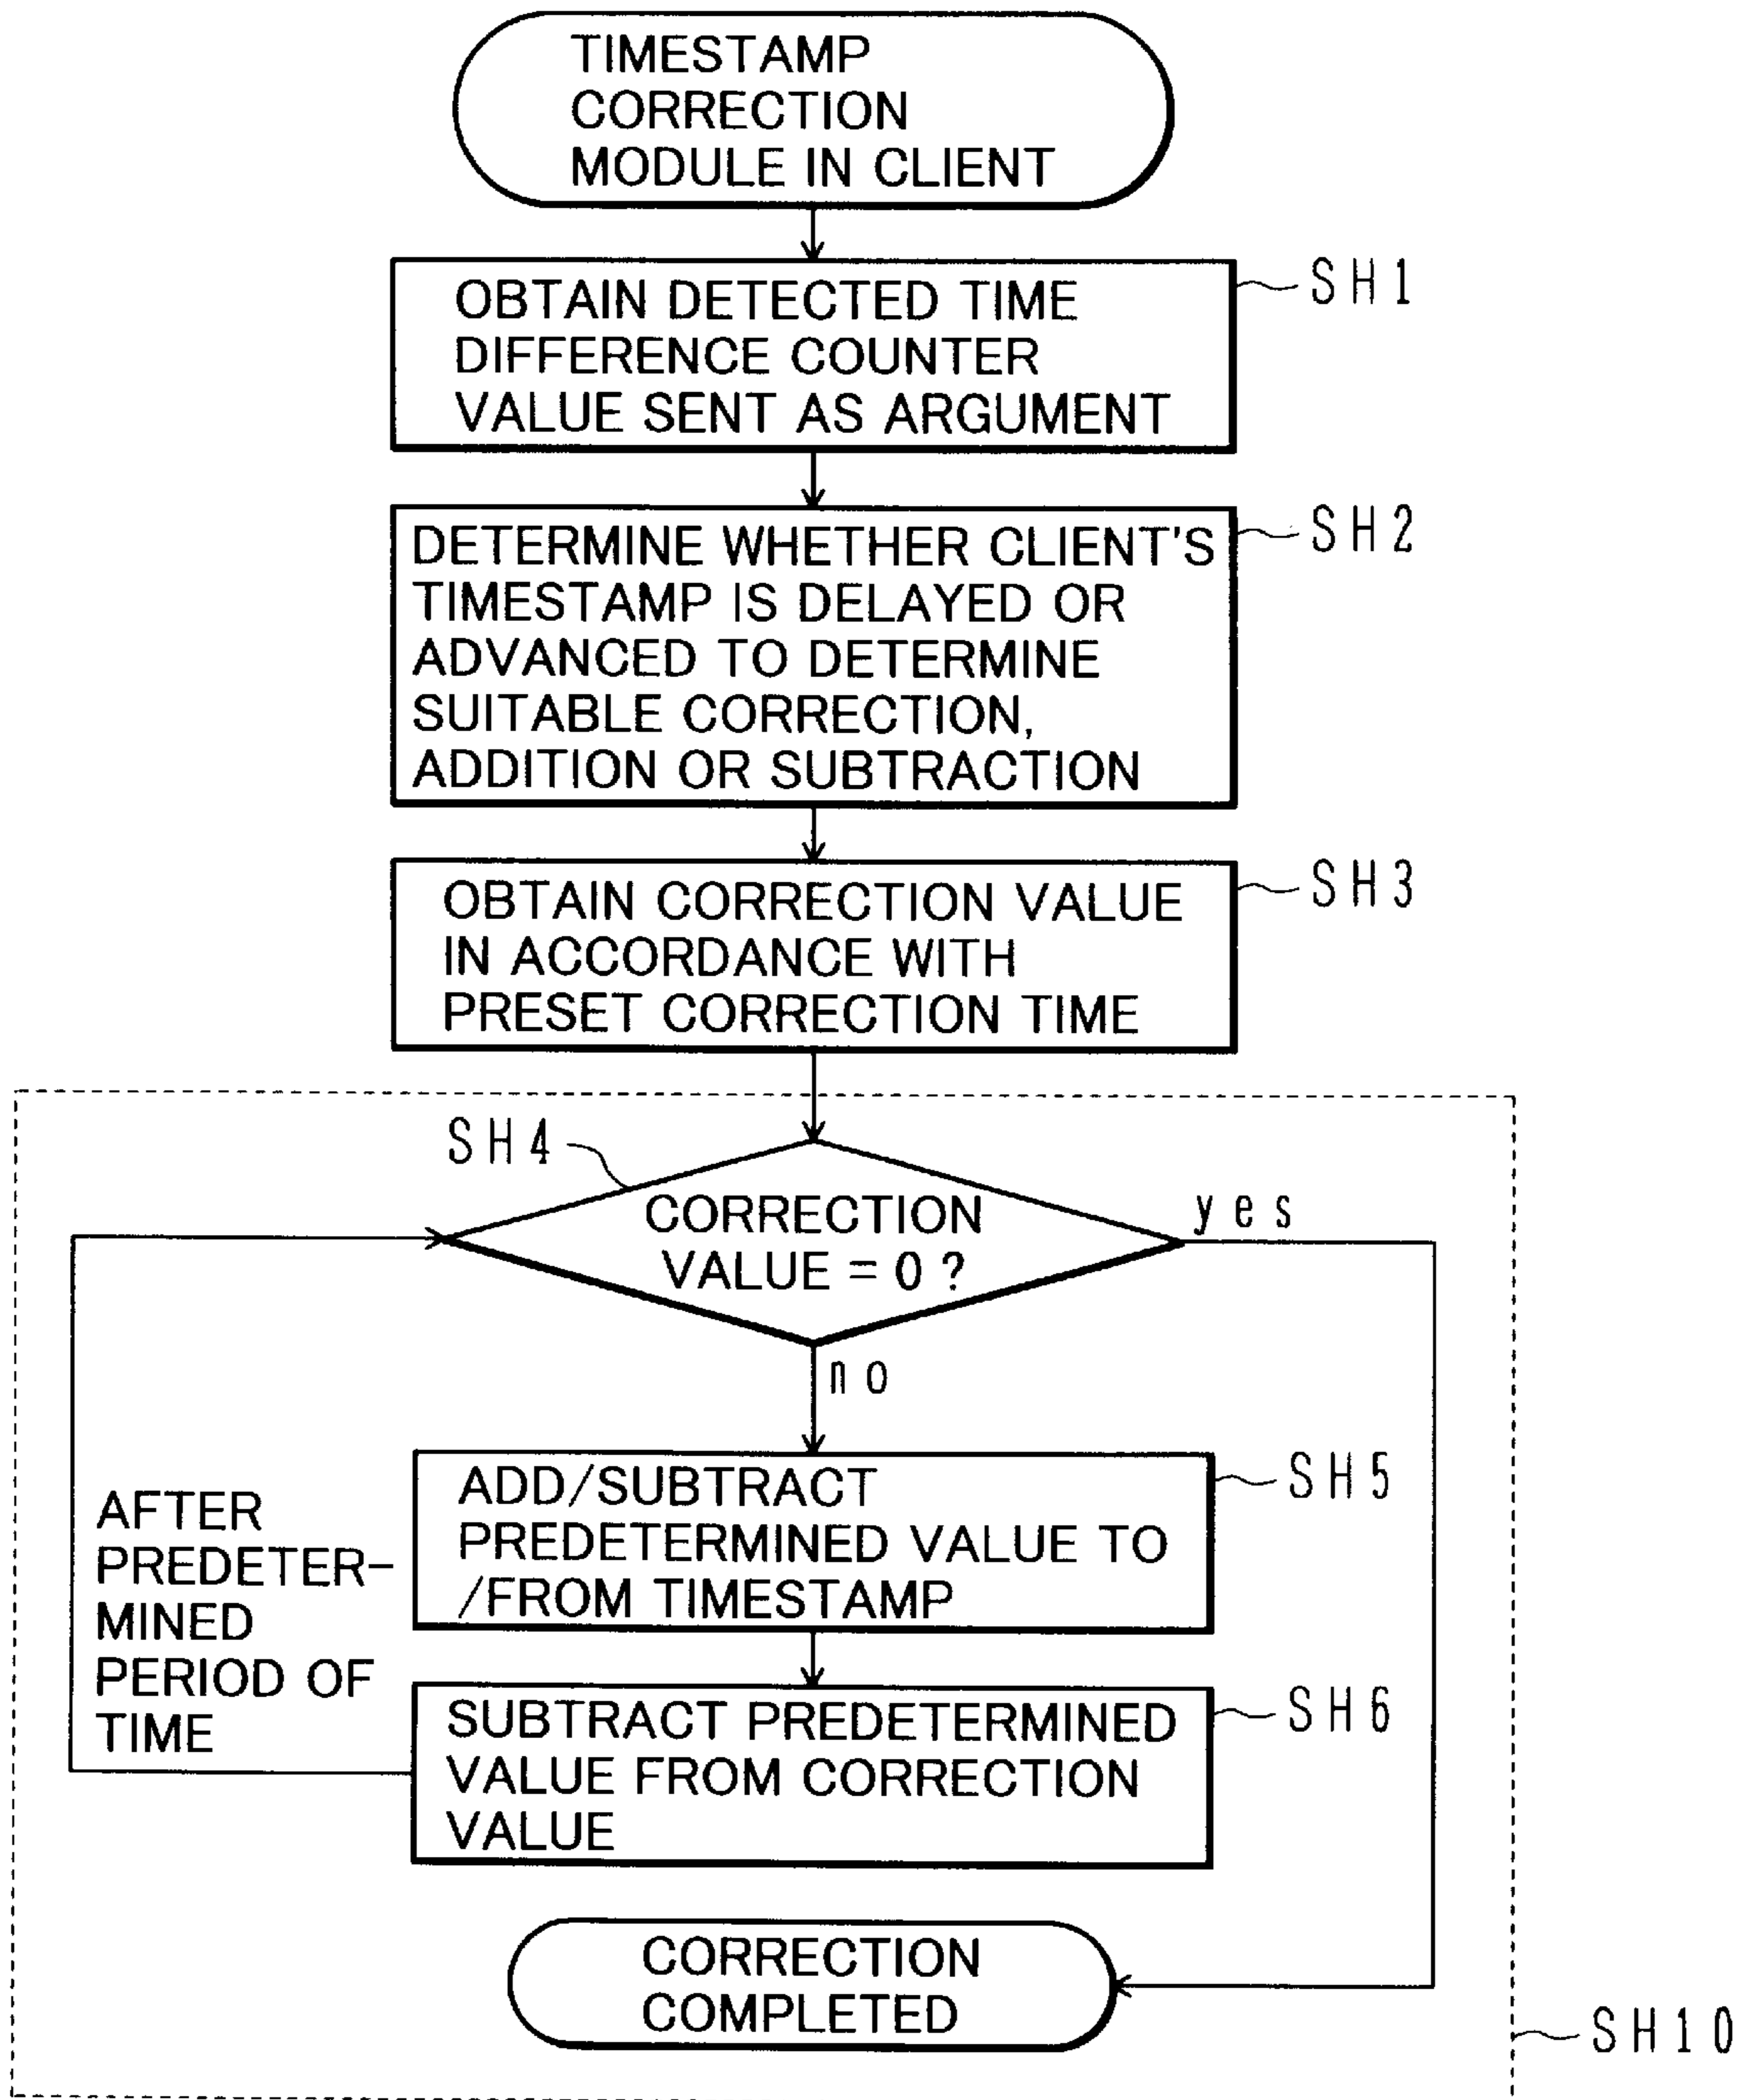 TIMESTAMP
CORRECTION
MODULE IN CLIENT
OBTAIN DETECTED TIME
DIFFERENCE COUNTER
VALUE SENT AS ARGUMENT
SH1
DETERMINE WHETHER CLIENT'S
TIMESTAMP IS DELAYED OR
ADVANCED TO DETERMINE
SUITABLE CORRECTION,
ADDITION OR SUBTRACTION
SH2
OBTAIN CORRECTION VALUE
IN ACCORDANCE WITH
PRESET CORRECTION TIME
SH3
SH4
CORRECTION
VALUE = 0 ?
yes
no
ADD/SUBTRACT
PREDETERMINED VALUE TO
/FROM TIMESTAMP
SH5
AFTER
PREDETER-
MINED
PERIOD OF
TIME
SUBTRACT PREDETERMINED
VALUE FROM CORRECTION
VALUE
SH6
CORRECTION
COMPLETED
SH10